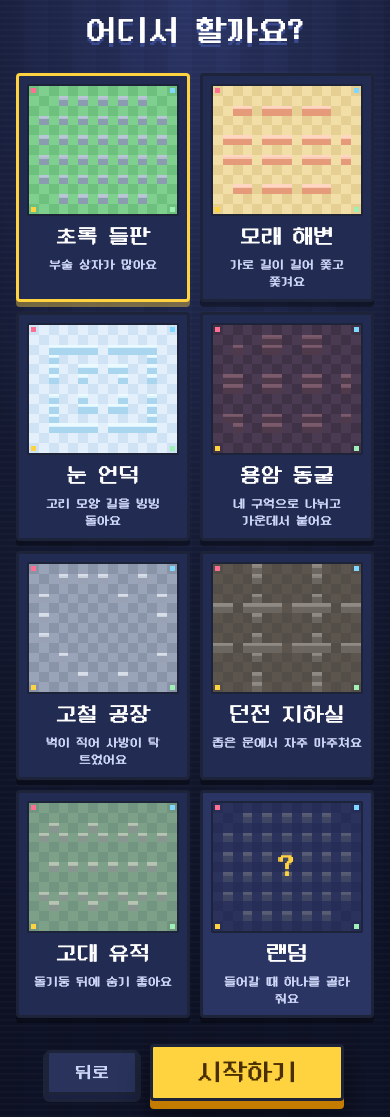 어디서 할까요?
초록 들판
부술 상자가 많아요
모래 해변
가로 길이 길어 쫓고
쫓겨요
눈 언덕
고리 모양 길을 빙빙
돌아요
용암 동굴
네 구역으로 나뉘고
가운데서 붙어요
고철 공장
벽이 적어 사방이 탁
트였어요
던전 지하실
좁은 문에서 자주 마주쳐요
고대 유적
돌기둥 뒤에 숨기 좋아요
?
랜덤
들어갈 때 하나를 골라
줘요
뒤로
시작하기